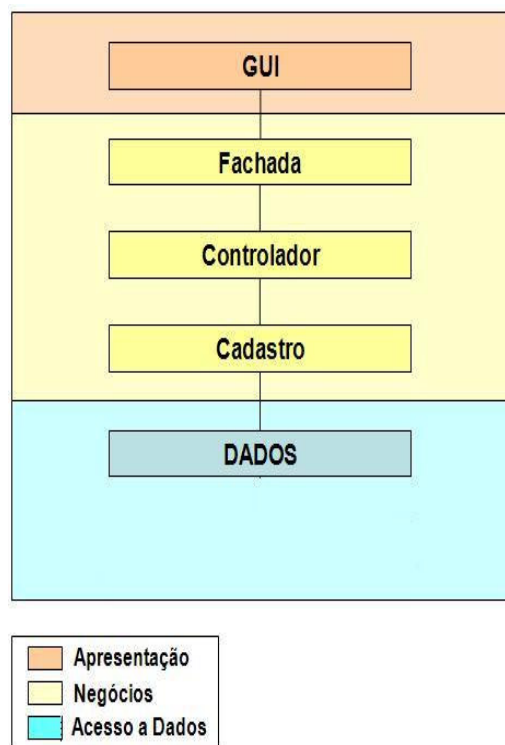 GUI
Fachada
Controlador
Cadastro
DADOS
Apresentação
Negócios
Acesso a Dados